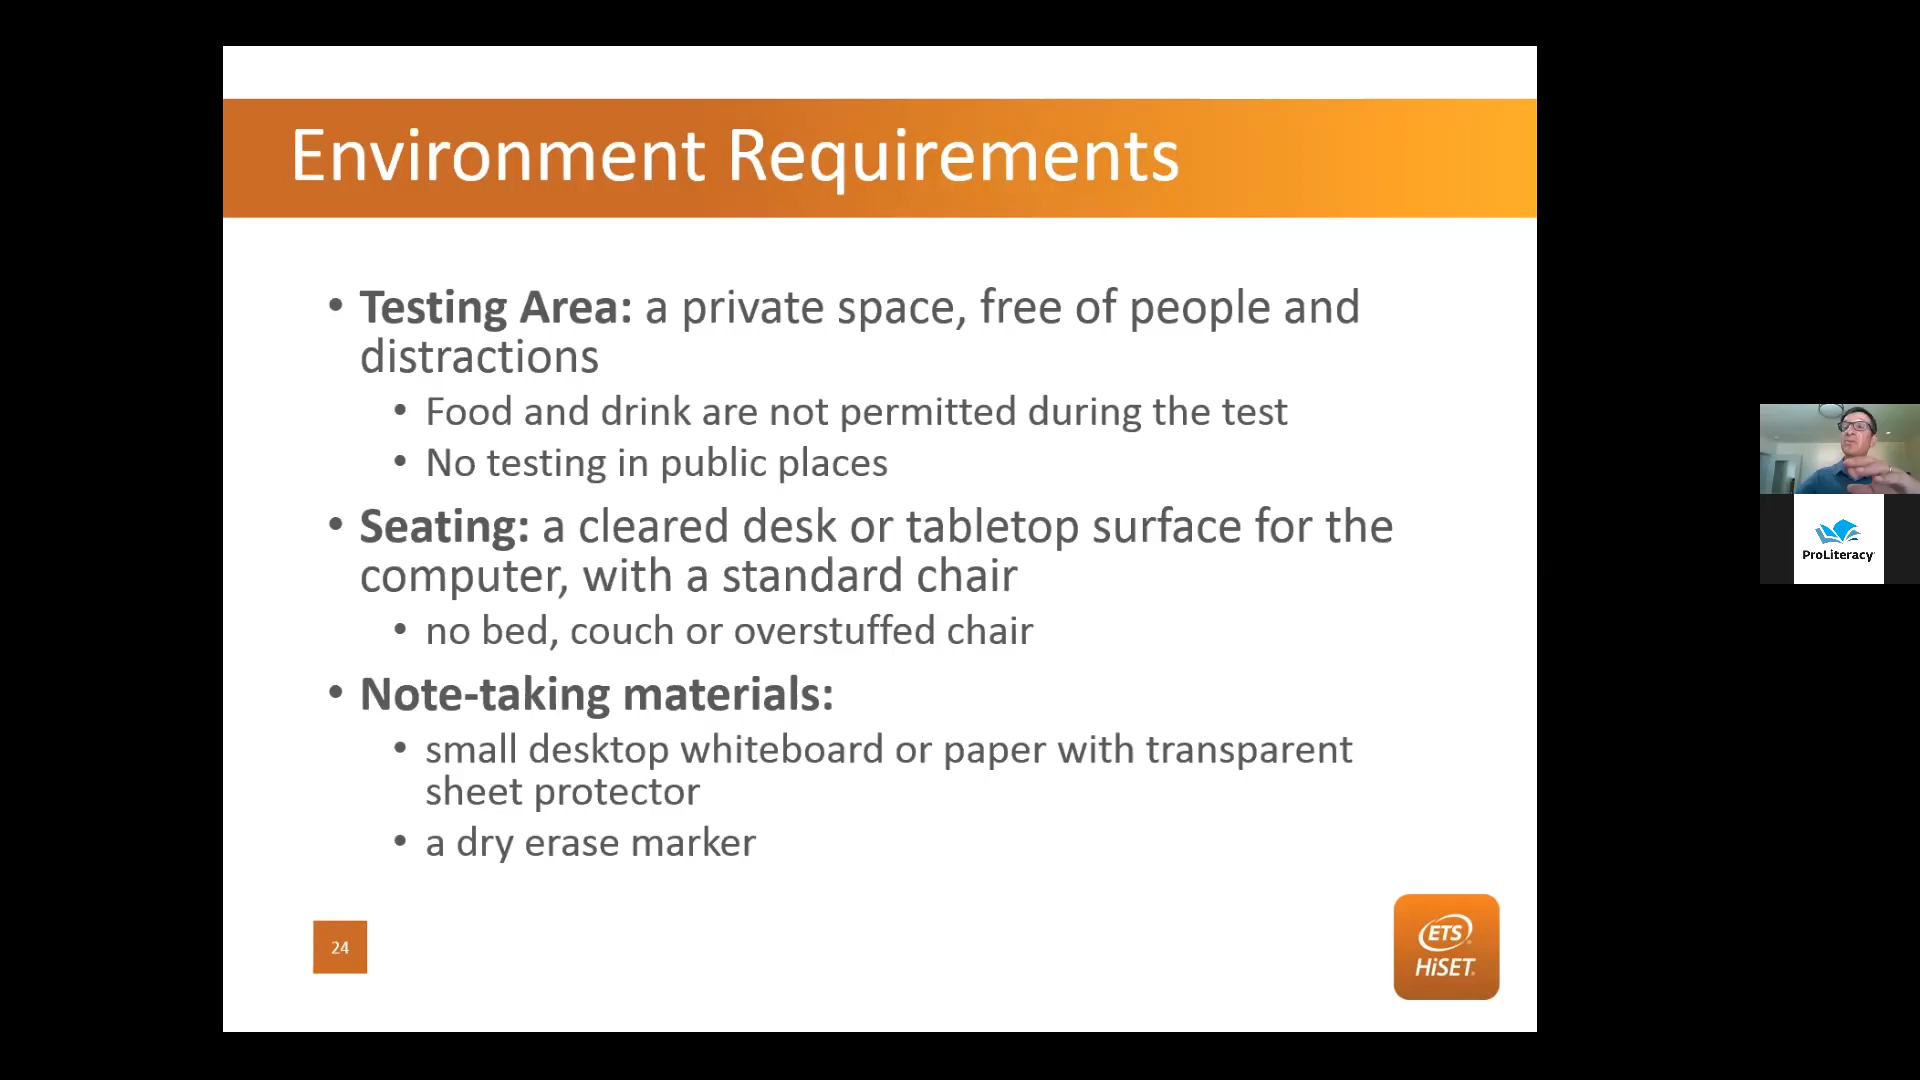 Environment Requirements
• Testing Area: a private space, free of people and
distractions
• Food and drink are not permitted during the test
• No testing in public places
• Seating: a cleared desk or tabletop surface for the
computer, with a standard chair
• no bed, couch or overstuffed chair
• Note-taking materials:
• small desktop whiteboard or paper with transparent
sheet protector
• a dry erase marker
24
ETS
HiSET
ProLiteracy